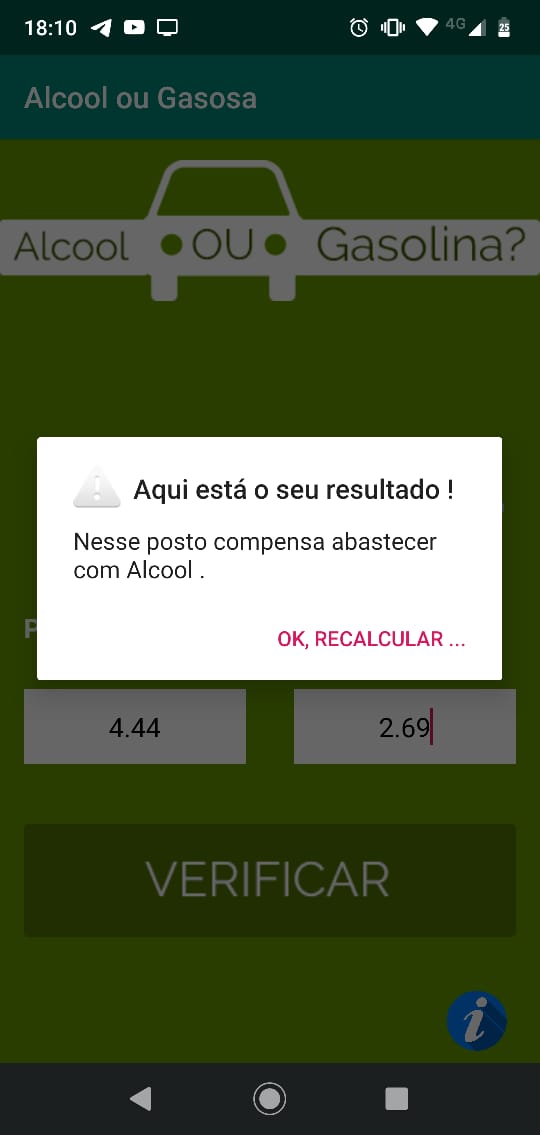 18:10 4G 25
Alcool ou Gasosa
Alcool OU Gasolina?
Aqui está o seu resultado !
Nesse posto compensa abastecer
com Alcool .
OK, RECALCULAR ...
4.44 2.69
VERIFICAR
i